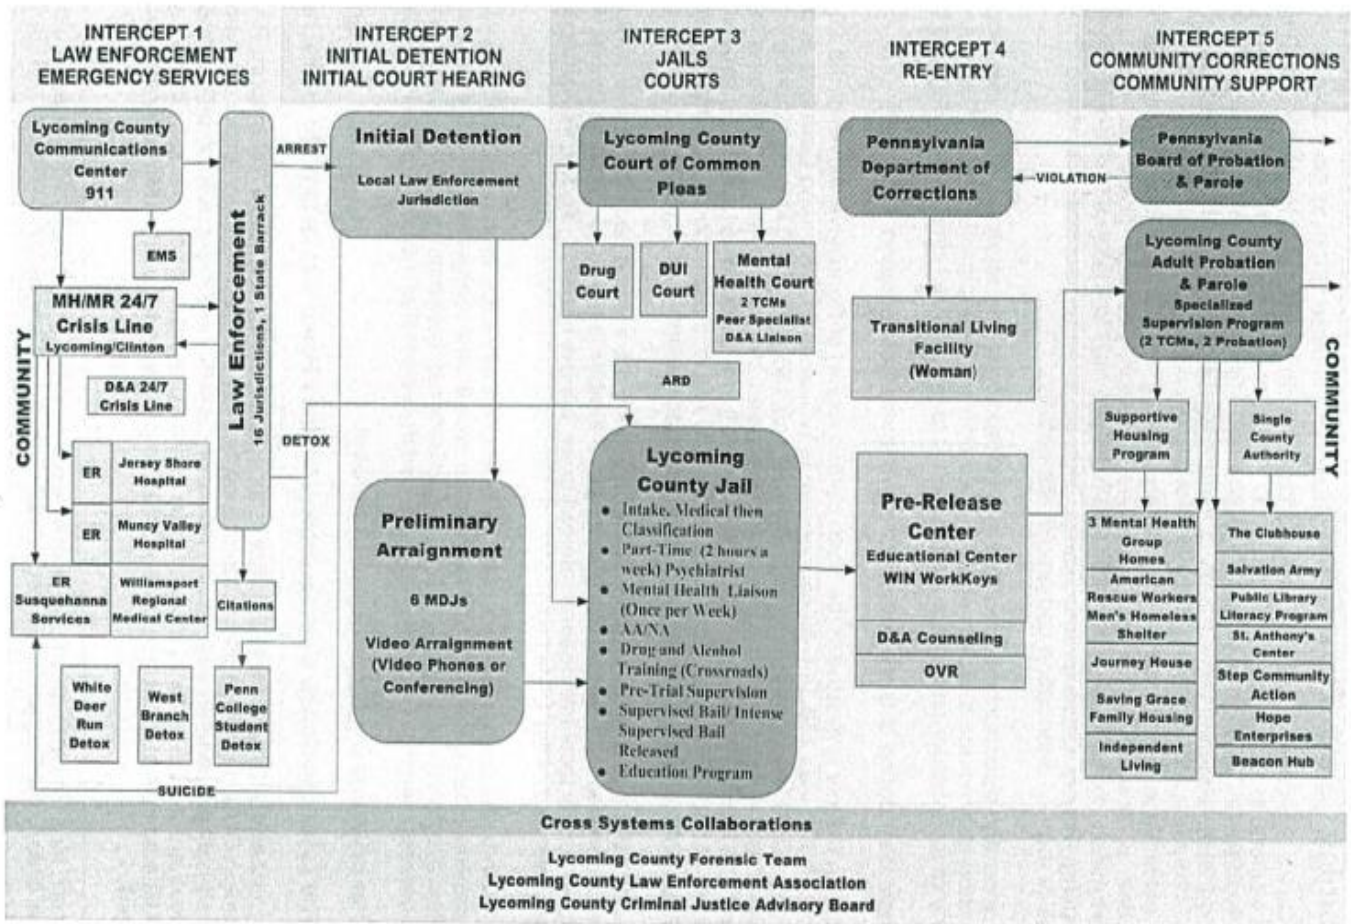 INTERCEPT 1
LAW ENFORCEMENT
EMERGENCY SERVICES
INTERCEPT 2
INITIAL DETENTION
INITIAL COURT HEARING
INTERCEPT 3
JAILS
COURTS
INTERCEPT 4
RE-ENTRY
INTERCEPT 5
COMMUNITY CORRECTIONS
COMMUNITY SUPPORT
COMMUNITY
Lycoming County
Communications
Center
911
EMS
MH/MR 24/7
Crisis Line
Lycoming/Clinton
D&A 24/7
Crisis Line
ER
Jersey Shore
Hospital
ER
Muncy Valley
Hospital
ER
Susquehanna
Services
Williamsport
Regional
Medical Center
White
Deer
Run
Detox
West
Branch
Detox
Penn
College
Student
Detox
Law Enforcement
16 Jurisdictions, 1 State Barrack
Citations
ARREST
DETOX
SUICIDE
Initial Detention
Local Law Enforcement
Jurisdiction
Preliminary
Arraignment
6 MDJs
Video Arraignment
(Video Phones or
Conferencing)
Lycoming County
Court of Common
Pleas
Drug
Court
DUI
Court
Mental
Health Court
2 TCMs
Peer Specialist
D&A Liaison
ARD
Lycoming
County Jail
• Intake, Medical then
Classification
• Part-Time (2 hours a
week) Psychiatrist
• Mental Health Liaison
(Once per Week)
• AA/NA
• Drug and Alcohol
Training (Crossroads)
• Pre-Trial Supervision
• Supervised Bail/ Intense
Supervised Bail
Released
• Education Program
Pennsylvania
Department of
Corrections
Transitional Living
Facility
(Woman)
Pre-Release
Center
Educational Center
WIN WorkKeys
D&A Counseling
OVR
VIOLATION
Pennsylvania
Board of Probation
& Parole
Lycoming County
Adult Probation
& Parole
Specialized
Supervision Program
(2 TCMs, 2 Probation)
Supportive
Housing
Program
Single
County
Authority
3 Mental Health
Group
Homes
American
Rescue Workers
Men's Homeless
Shelter
Journey House
Saving Grace
Family Housing
Independent
Living
The Clubhouse
Salvation Army
Public Library
Literacy Program
St. Anthony's
Center
Step Community
Action
Hope
Enterprises
Beacon Hub
COMMUNITY
Cross Systems Collaborations
Lycoming County Forensic Team
Lycoming County Law Enforcement Association
Lycoming County Criminal Justice Advisory Board